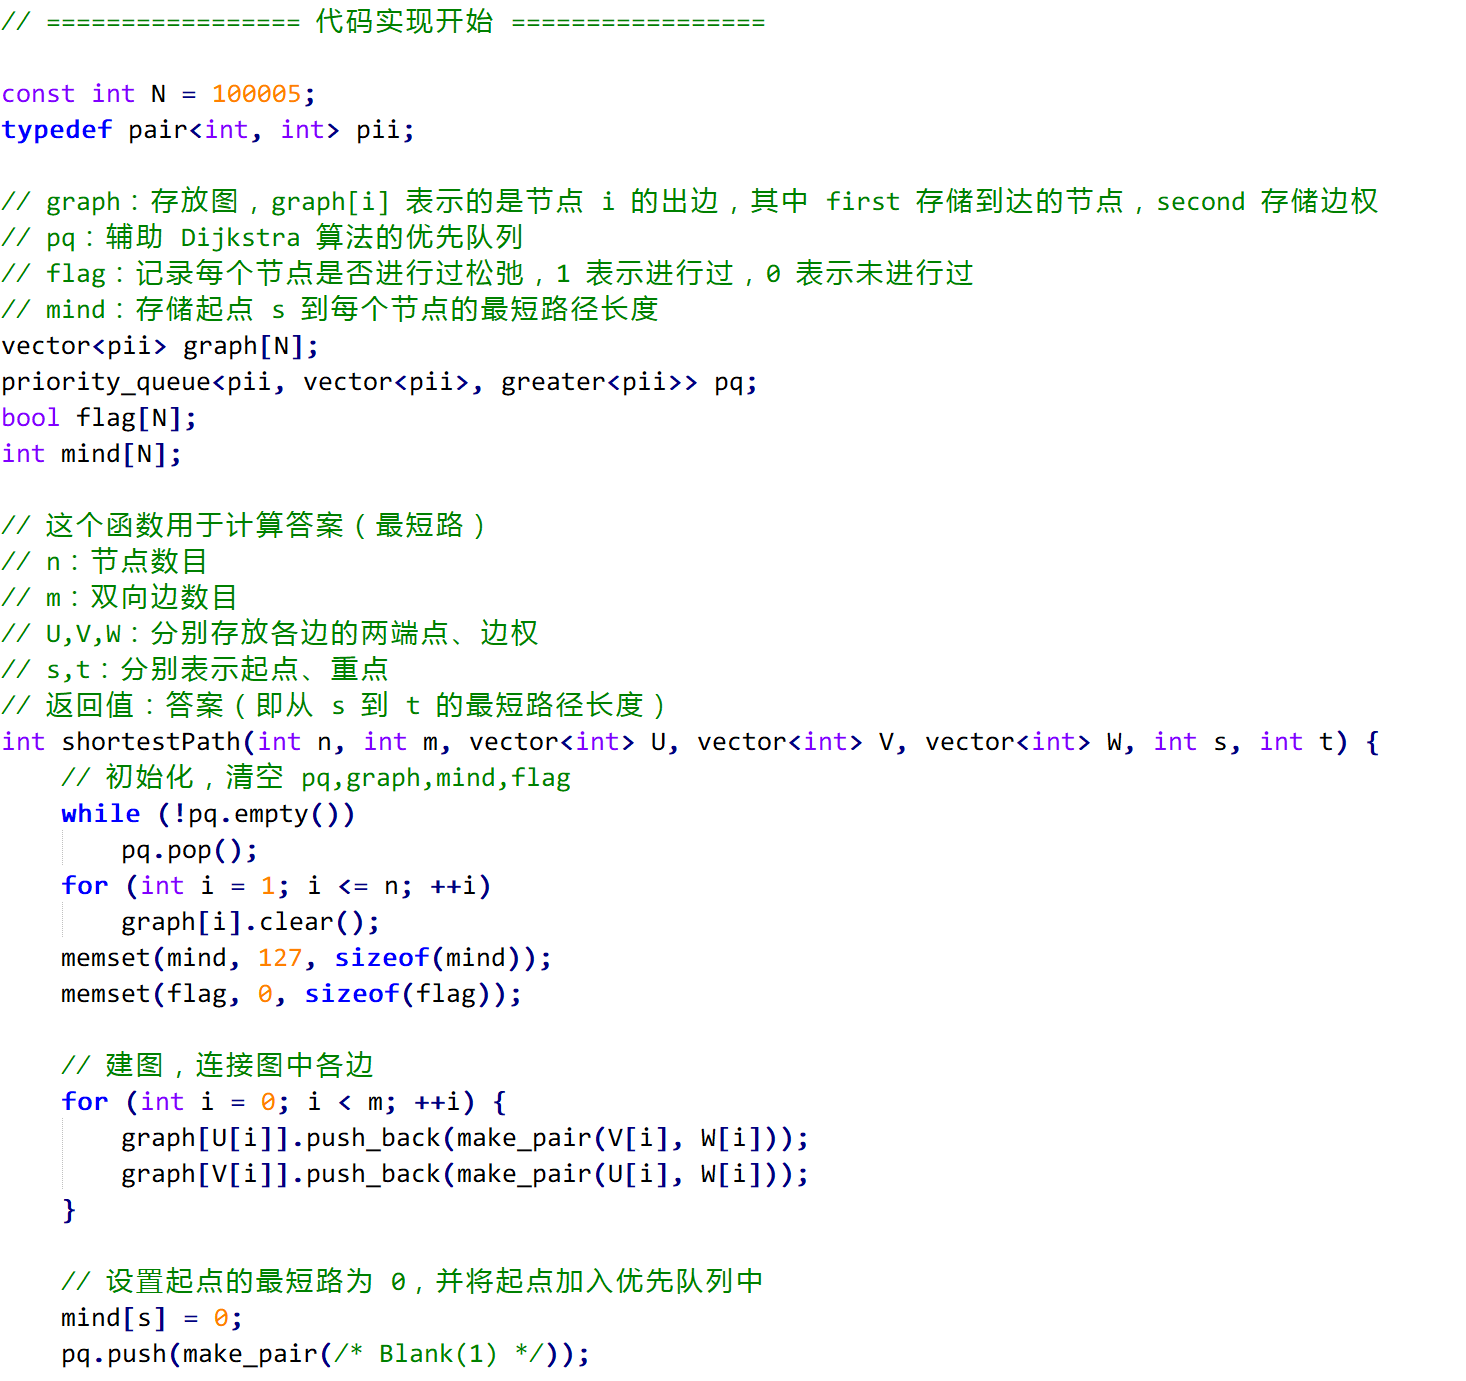 // ================= 代码实现开始 =================
const int N = 100005;
typedef pair<int, int> pii;
// graph：存放图，graph[i] 表示的是节点 i 的出边，其中 first 存储到达的节点，second 存储边权
// pq：辅助 Dijkstra 算法的优先队列
// flag：记录每个节点是否进行过松弛，1 表示进行过，0 表示未进行过
// mind：存储起点 s 到每个节点的最短路径长度
vector<pii> graph[N];
priority_queue<pii, vector<pii>, greater<pii>> pq;
bool flag[N];
int mind[N];
// 这个函数用于计算答案（最短路）
// n：节点数目
// m：双向边数目
// U,V,W：分别存放各边的两端点、边权
// s,t：分别表示起点、重点
// 返回值：答案（即从 s 到 t 的最短路径长度）
int shortestPath(int n, int m, vector<int> U, vector<int> V, vector<int> W, int s, int t) {
    // 初始化，清空 pq,graph,mind,flag
    while (!pq.empty())
        pq.pop();
    for (int i = 1; i <= n; ++i)
        graph[i].clear();
    memset(mind, 127, sizeof(mind));
    memset(flag, 0, sizeof(flag));
    // 建图，连接图中各边
    for (int i = 0; i < m; ++i) {
        graph[U[i]].push_back(make_pair(V[i], W[i]));
        graph[V[i]].push_back(make_pair(U[i], W[i]));
    }
    // 设置起点的最短路为 0，并将起点加入优先队列中
    mind[s] = 0;
    pq.push(make_pair(/* Blank(1) */));